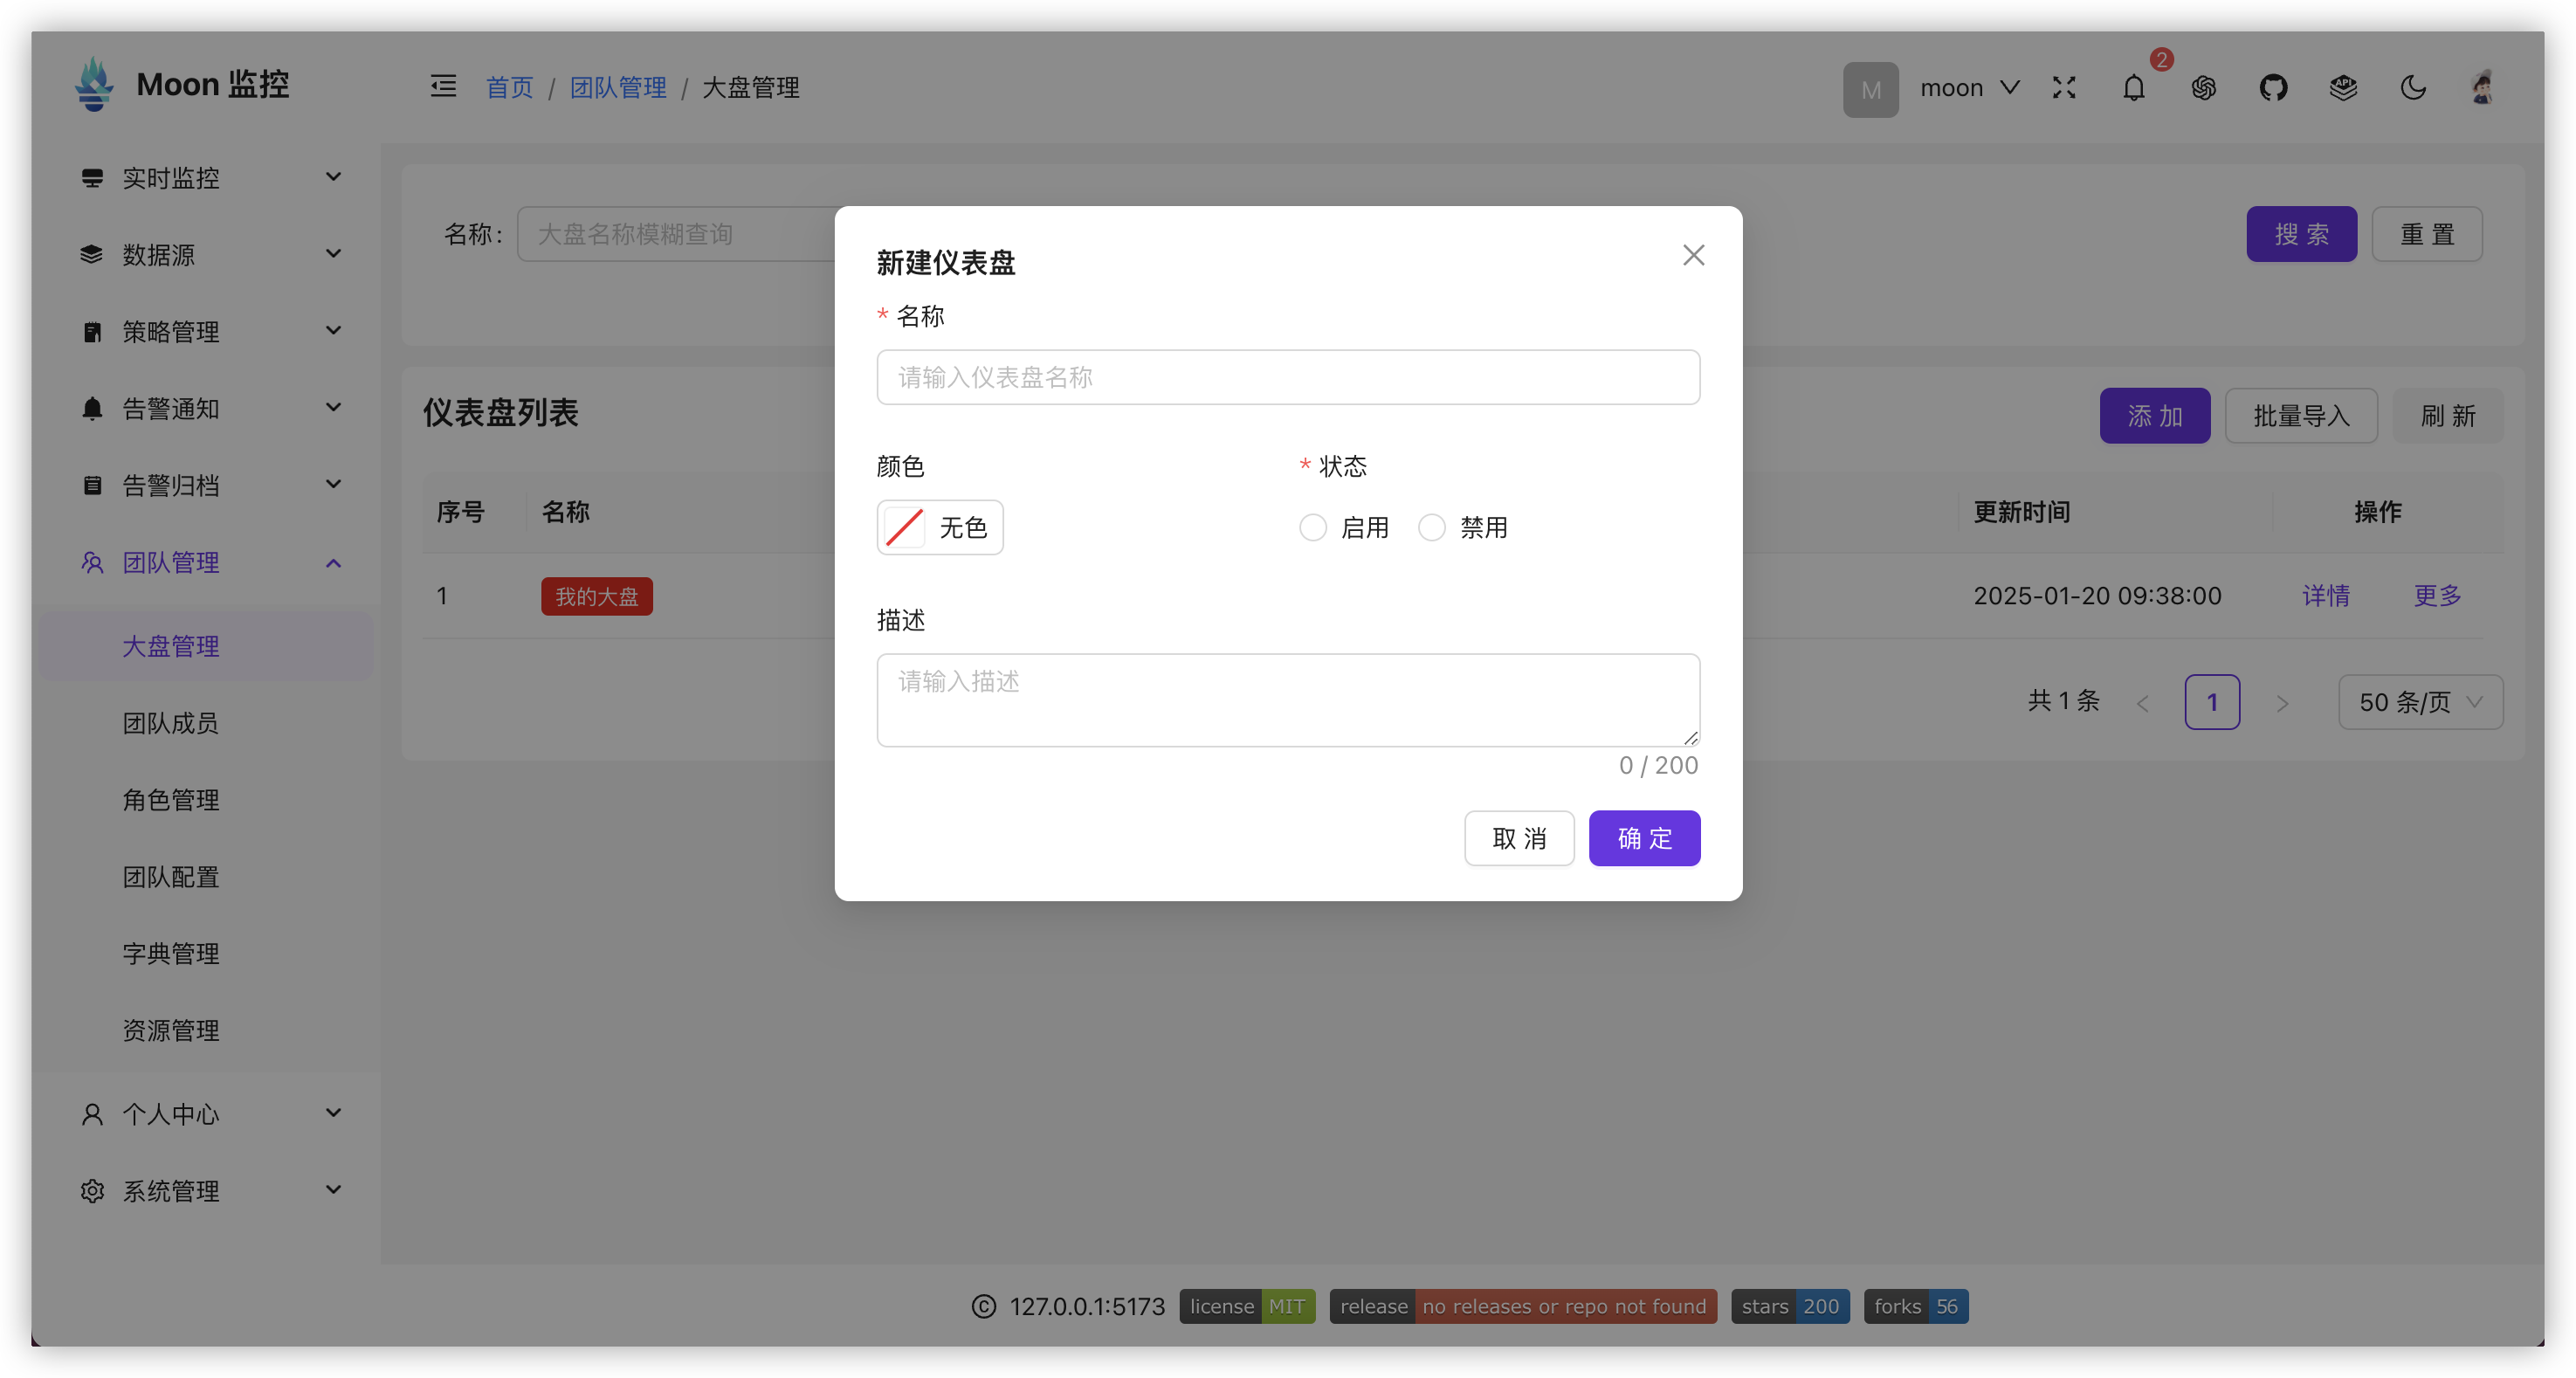 Moon 监控
首页 / 团队管理 / 大盘管理
M
moon
2
API
实时监控
数据源
策略管理
告警通知
告警归档
团队管理
大盘管理
团队成员
角色管理
团队配置
字典管理
资源管理
个人中心
系统管理
名称:
大盘名称模糊查询
搜 索
重 置
仪表盘列表
添 加
批量导入
刷 新
序号
名称
更新时间
操作
1
我的大盘
2025-01-20 09:38:00
详情
更多
共 1 条
1
50 条/页
新建仪表盘
* 名称
请输入仪表盘名称
颜色
* 状态
无色
启用
禁用
描述
请输入描述
0 / 200
取 消
确 定
© 127.0.0.1:5173
license MIT
release no releases or repo not found
stars 200
forks 56